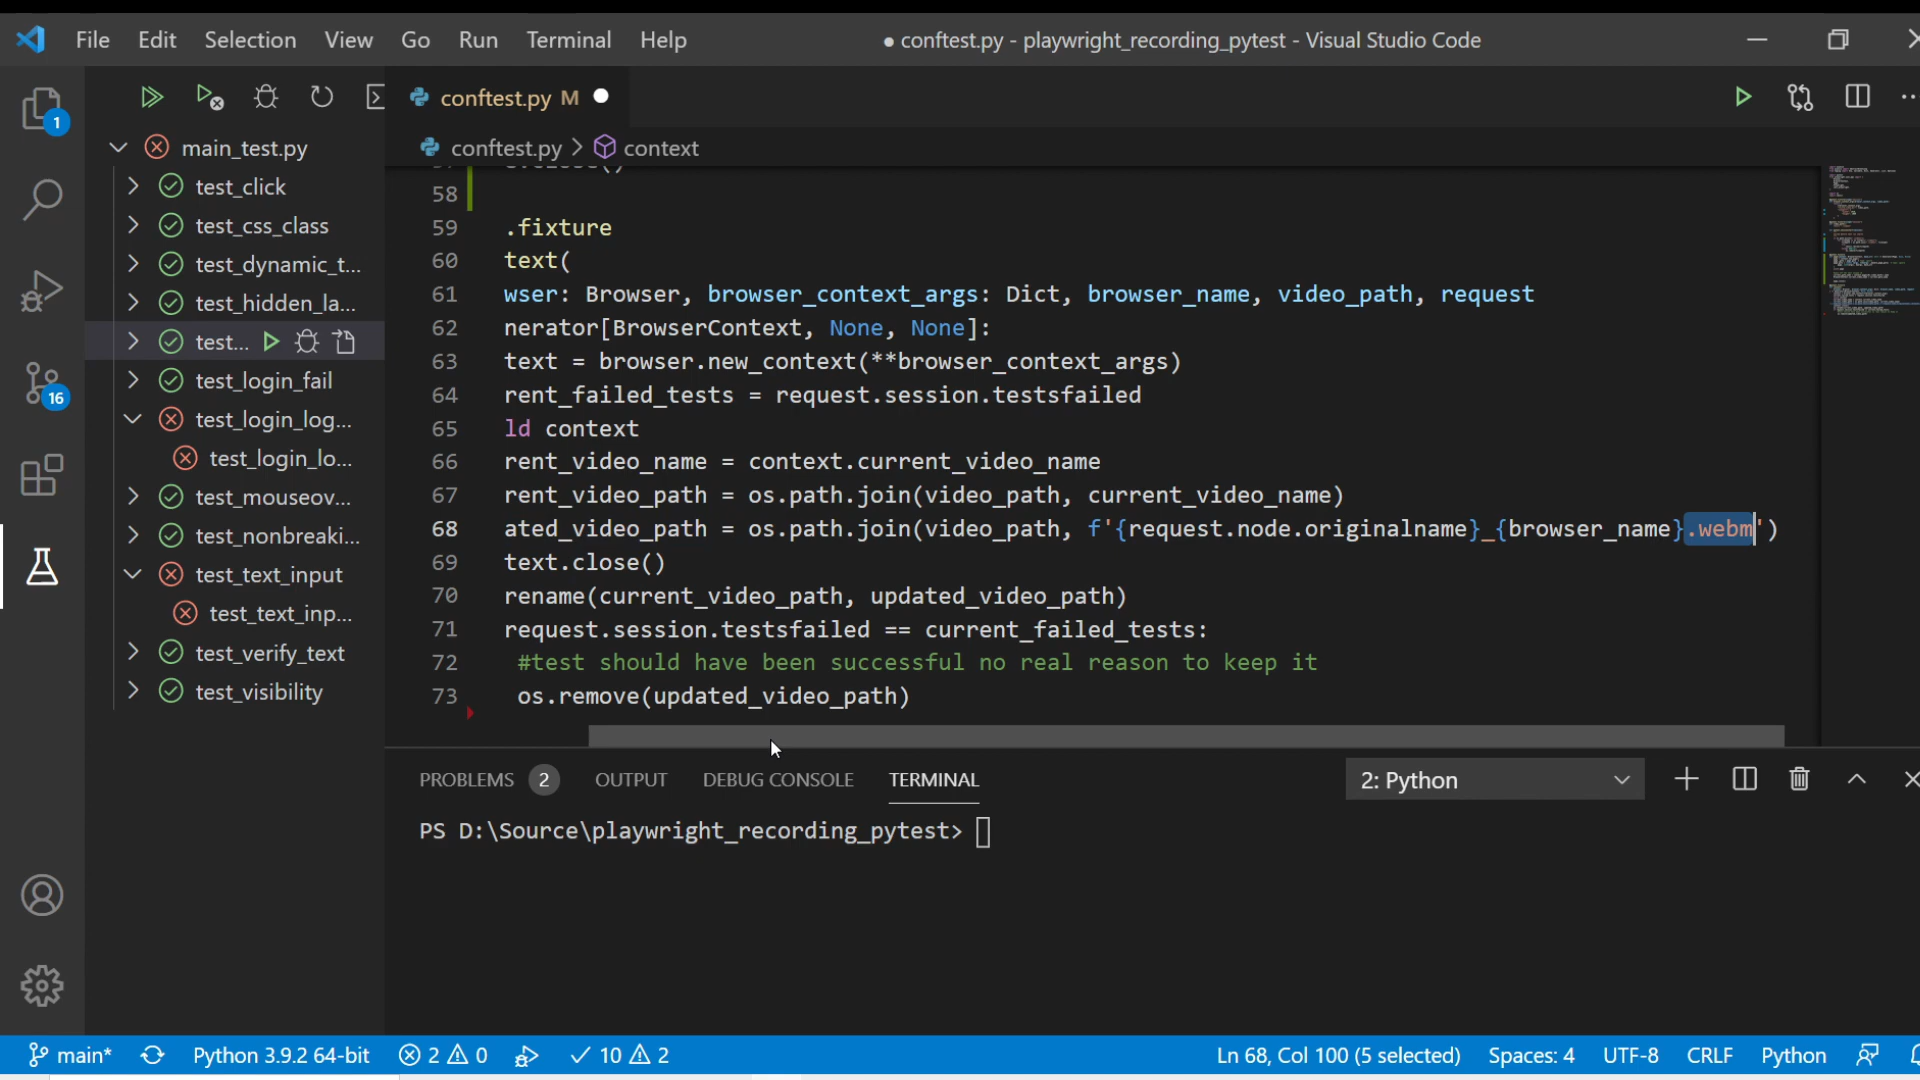 File Edit Selection View Go Run Terminal Help
● conftest.py - playwright_recording_pytest - Visual Studio Code
1
16
main_test.py
test_click
test_css_class
test_dynamic_t...
test_hidden_la...
test...
test_login_fail
test_login_log...
test_login_lo...
test_mouseov...
test_nonbreaki...
test_text_input
test_text_inp...
test_verify_text
test_visibility
conftest.py M
conftest.py > context
58
59 .fixture
60 text(
61 wser: Browser, browser_context_args: Dict, browser_name, video_path, request
62 nerator[BrowserContext, None, None]:
63 text = browser.new_context(**browser_context_args)
64 rent_failed_tests = request.session.testsfailed
65 ld context
66 rent_video_name = context.current_video_name
67 rent_video_path = os.path.join(video_path, current_video_name)
68 ated_video_path = os.path.join(video_path, f'{request.node.originalname}_{browser_name}.webm')
69 text.close()
70 rename(current_video_path, updated_video_path)
71 request.session.testsfailed == current_failed_tests:
72 #test should have been successful no real reason to keep it
73 os.remove(updated_video_path)
PROBLEMS 2 OUTPUT DEBUG CONSOLE TERMINAL
2: Python
PS D:\Source\playwright_recording_pytest>
main* Python 3.9.2 64-bit 2 0 10 2
Ln 68, Col 100 (5 selected) Spaces: 4 UTF-8 CRLF Python